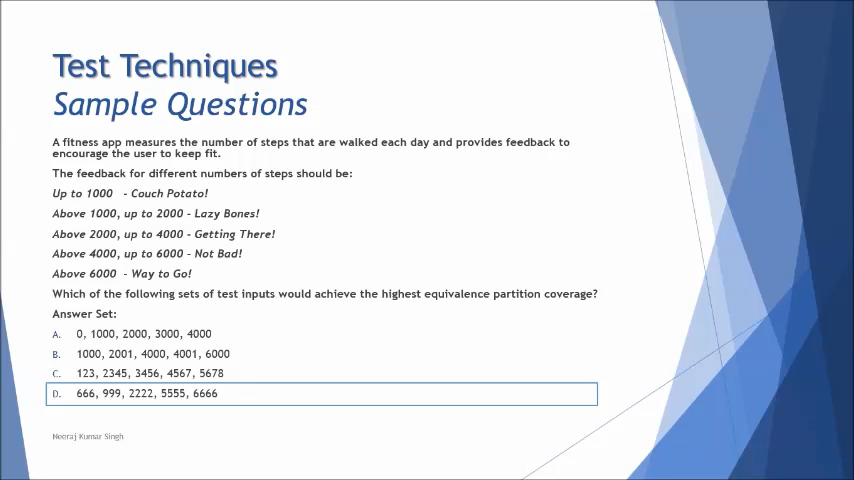 Test Techniques
Sample Questions
A fitness app measures the number of steps that are walked each day and provides feedback to
encourage the user to keep fit.
The feedback for different numbers of steps should be:
Up to 1000 - Couch Potato!
Above 1000, up to 2000 - Lazy Bones!
Above 2000, up to 4000 - Getting There!
Above 4000, up to 6000 - Not Bad!
Above 6000 - Way to Go!
Which of the following sets of test inputs would achieve the highest equivalence partition coverage?
Answer Set:
A. 0, 1000, 2000, 3000, 4000
B. 1000, 2001, 4000, 4001, 6000
C. 123, 2345, 3456, 4567, 5678
D. 666, 999, 2222, 5555, 6666
Neeraj Kumar Singh